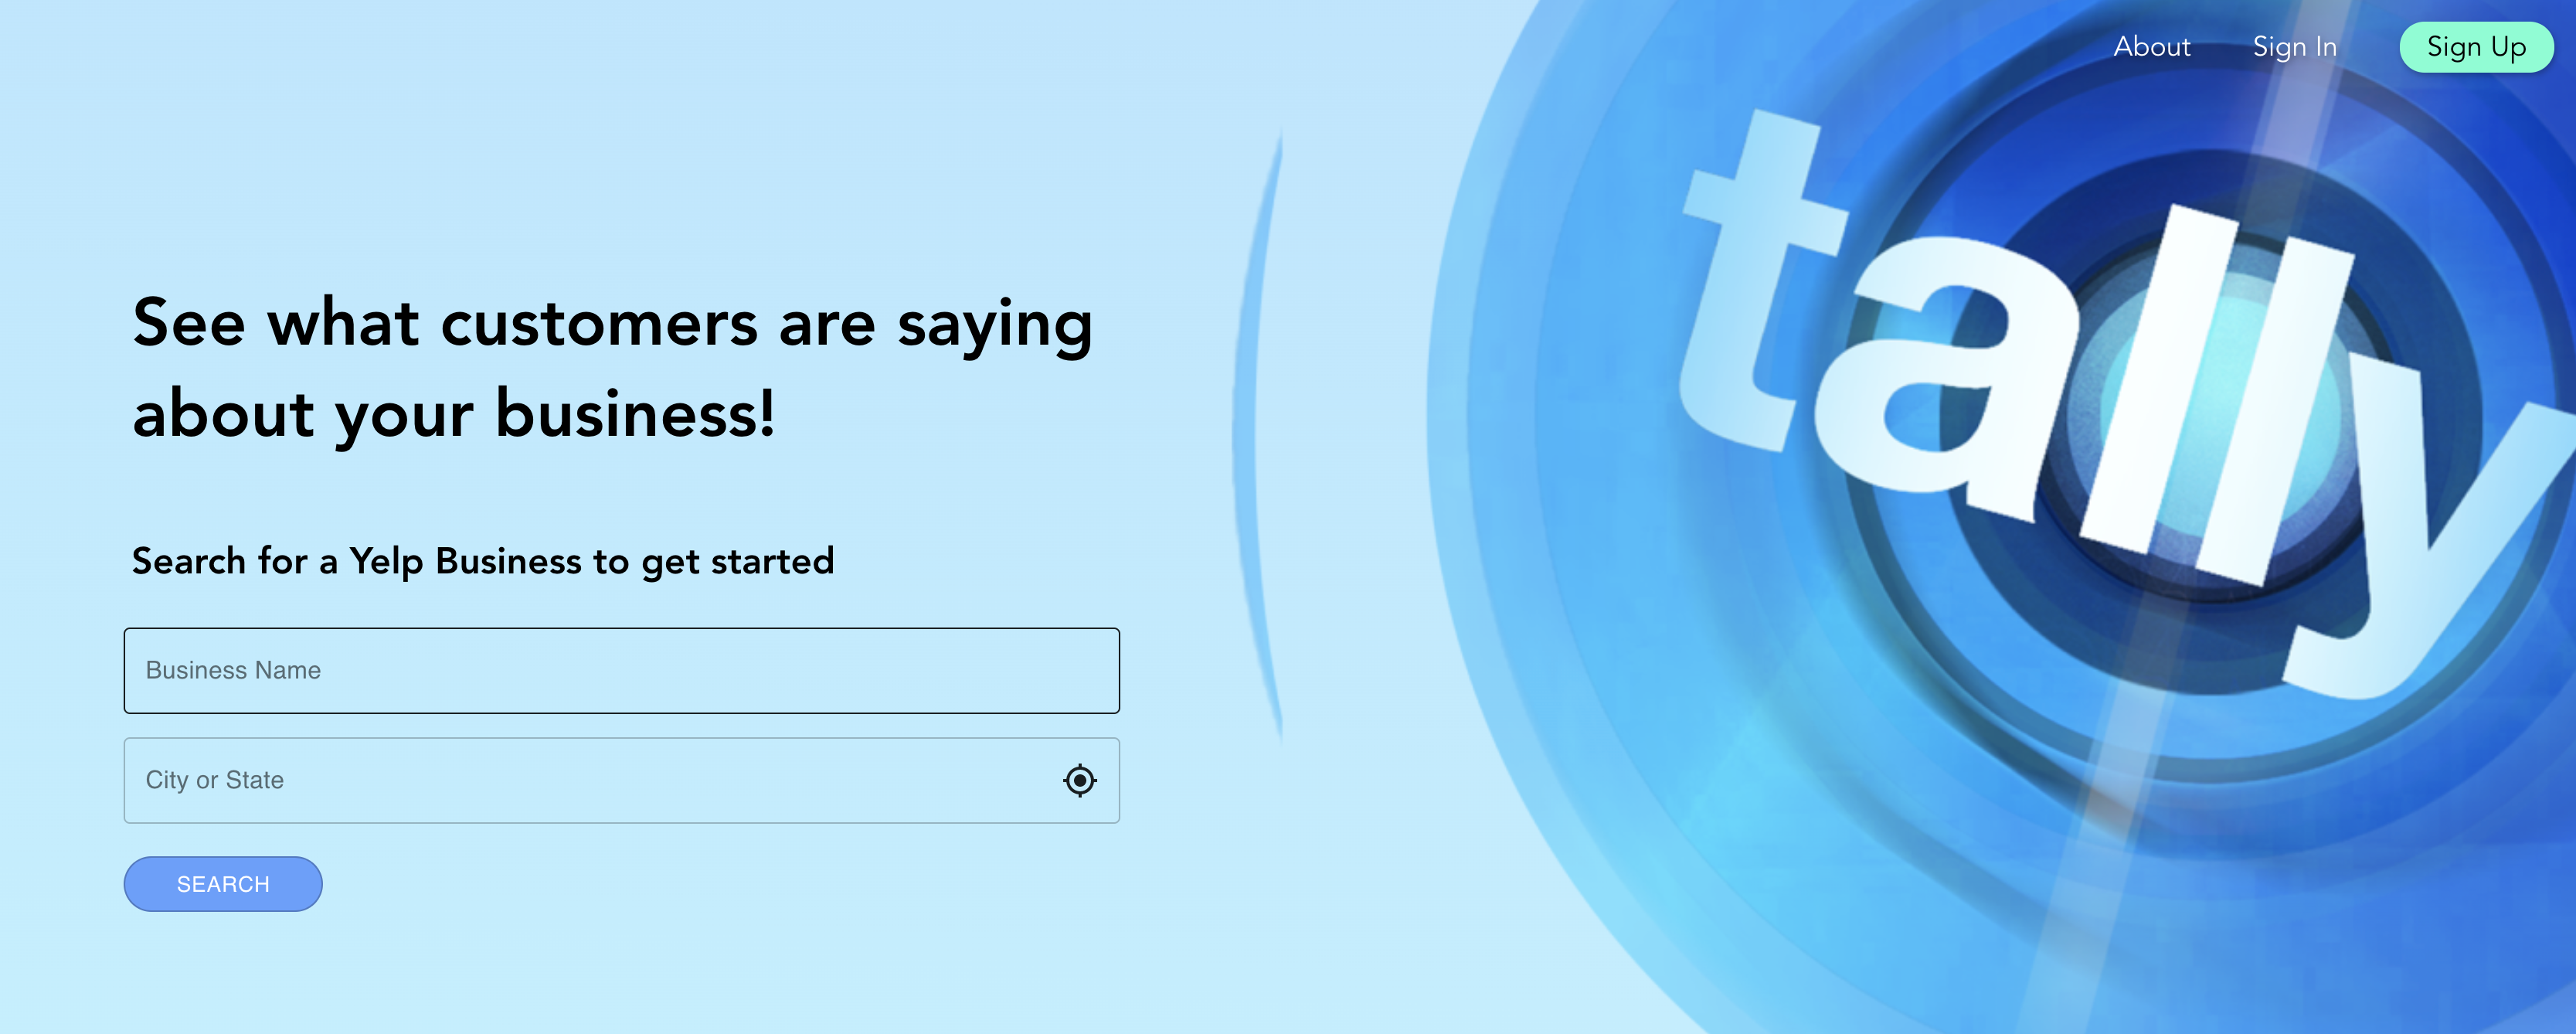 About Sign In Sign Up
tally
See what customers are saying
about your business!
Search for a Yelp Business to get started
Business Name
City or State
SEARCH